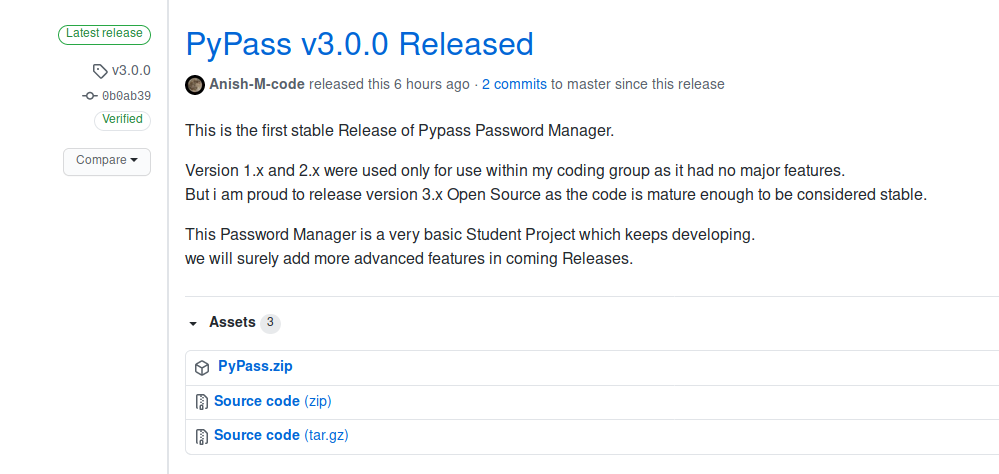 Latest release
v3.0.0
0b0ab39
Verified
Compare
PyPass v3.0.0 Released
Anish-M-code released this 6 hours ago · 2 commits to master since this release
This is the first stable Release of Pypass Password Manager.
Version 1.x and 2.x were used only for use within my coding group as it had no major features.
But i am proud to release version 3.x Open Source as the code is mature enough to be considered stable.
This Password Manager is a very basic Student Project which keeps developing.
we will surely add more advanced features in coming Releases.
Assets 3
PyPass.zip
Source code (zip)
Source code (tar.gz)